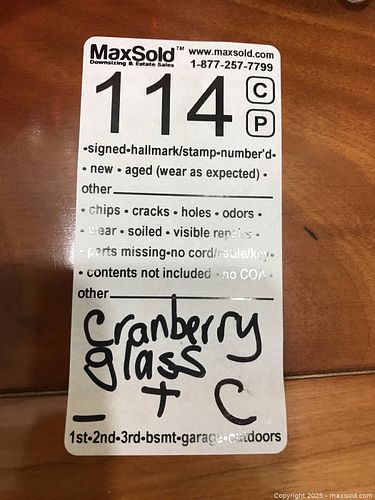 MaxSold™ www.maxsold.com
Downsizing & Estate Sales 1-877-257-7799
114 C
P
•signed•hallmark/stamp•number'd•
• new • aged (wear as expected) •
other
• chips • cracks • holes • odors •
• wear • soiled • visible repairs •
• parts missing•no cord/cable/key•
• contents not included • no COA •
other
cranberry
glass
— + C
1st•2nd•3rd•bsmt•garage•outdoors
Copyright 2025 - maxsold.com